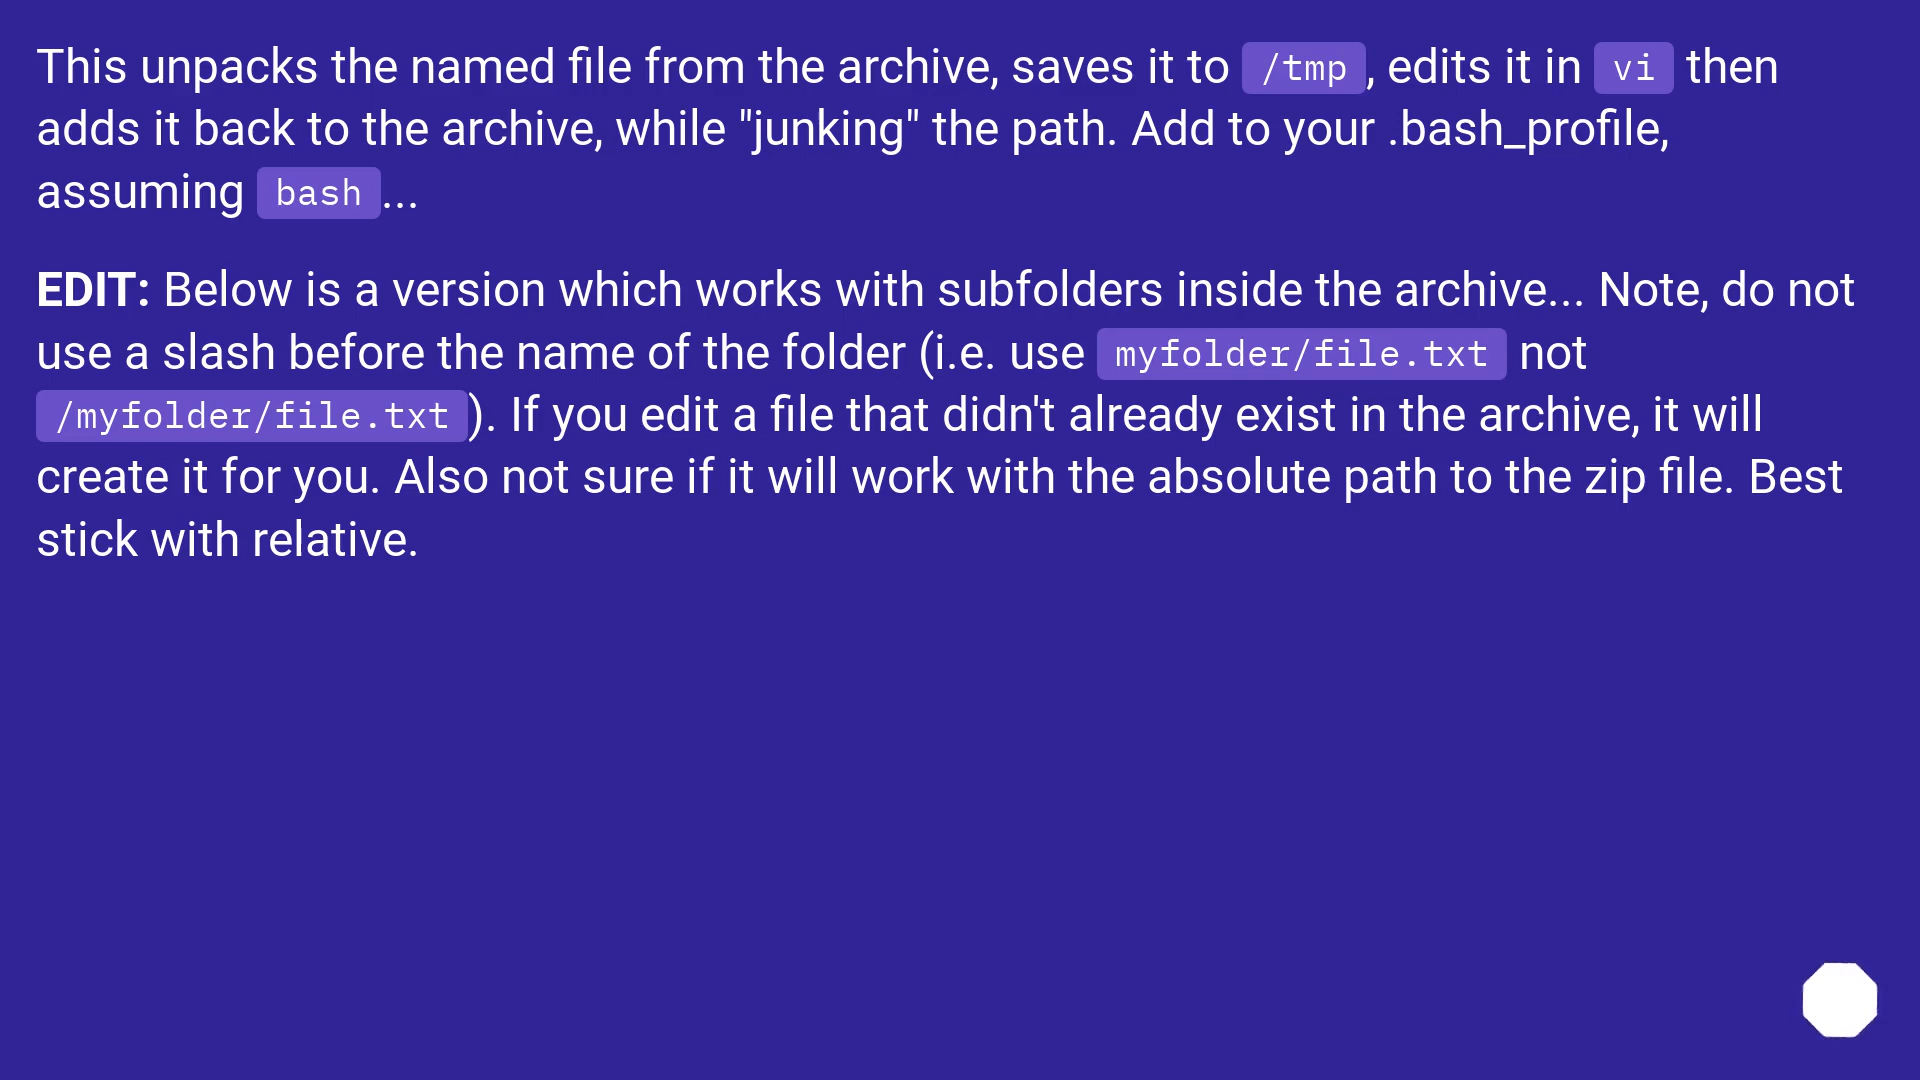 This unpacks the named file from the archive, saves it to /tmp, edits it in vi then
adds it back to the archive, while "junking" the path. Add to your .bash_profile,
assuming bash...
EDIT: Below is a version which works with subfolders inside the archive... Note, do not
use a slash before the name of the folder (i.e. use myfolder/file.txt not
/myfolder/file.txt). If you edit a file that didn't already exist in the archive, it will
create it for you. Also not sure if it will work with the absolute path to the zip file. Best
stick with relative.